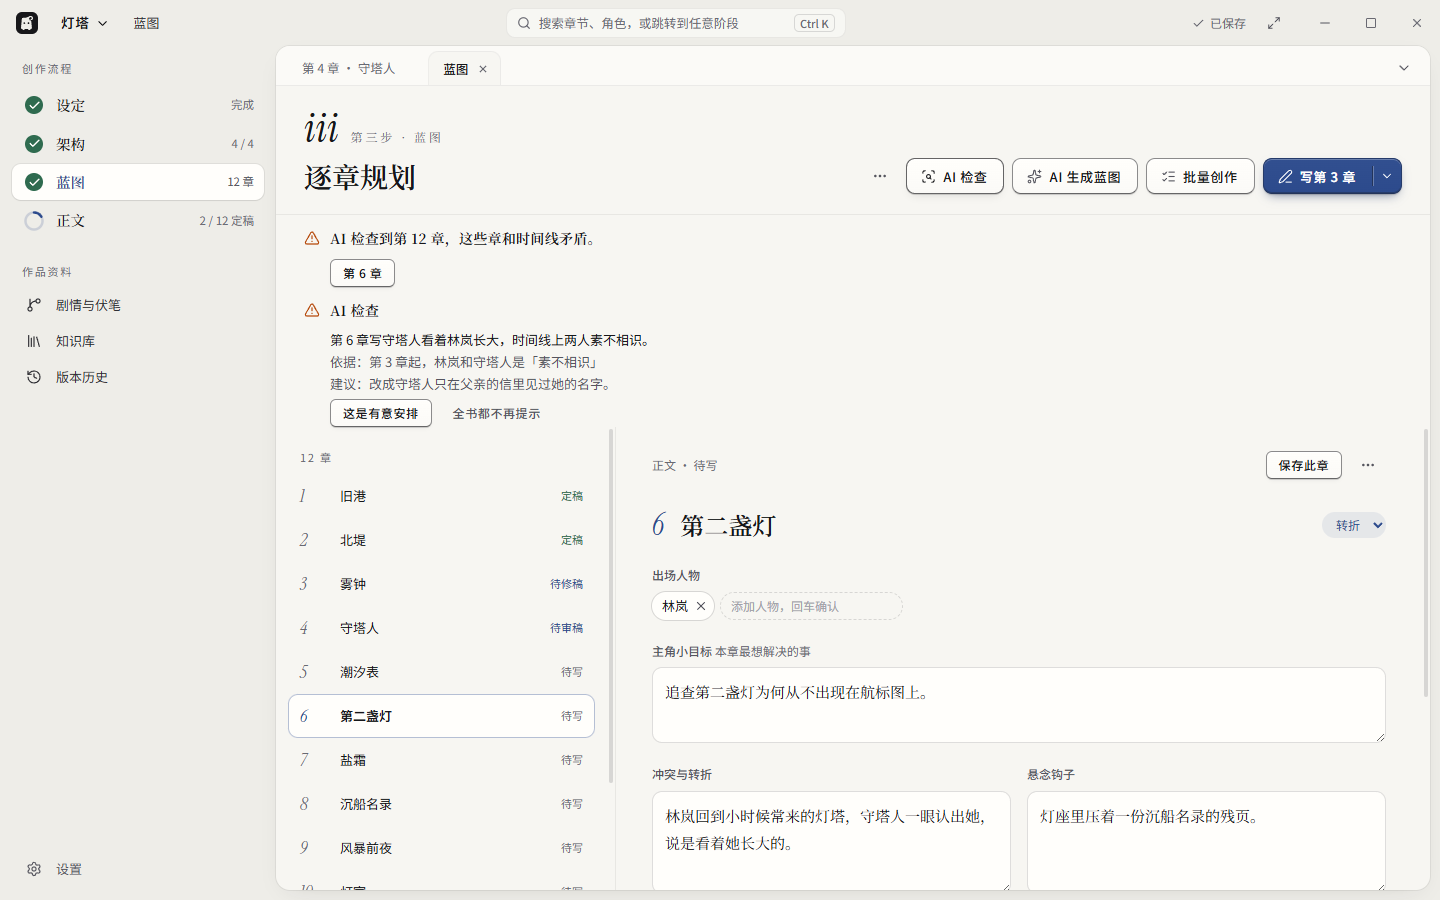 灯塔
蓝图
搜索章节、角色，或跳转到任意阶段
Ctrl K
已保存
创作流程
设定
完成
架构
4 / 4
蓝图
12 章
正文
2 / 12 定稿
作品资料
剧情与伏笔
知识库
版本历史
设置
第 4 章 · 守塔人
蓝图
iii 第三步 · 蓝图
逐章规划
AI 检查
AI 生成蓝图
批量创作
写第 3 章
AI 检查到第 12 章，这些章和时间线矛盾。
第 6 章
AI 检查
第 6 章写守塔人看着林岚长大，时间线上两人素不相识。
依据：第 3 章起，林岚和守塔人是「素不相识」
建议：改成守塔人只在父亲的信里见过她的名字。
这是有意安排
全书都不再提示
12 章
1 旧港 定稿
2 北堤 定稿
3 雾钟 待修稿
4 守塔人 待审稿
5 潮汐表 待写
6 第二盏灯 待写
7 盐霜 待写
8 沉船名录 待写
9 风暴前夜 待写
正文 · 待写
保存此章
6 第二盏灯
转折
出场人物
林岚
添加人物，回车确认
主角小目标 本章最想解决的事
追查第二盏灯为何从不出现在航标图上。
冲突与转折
林岚回到小时候常来的灯塔，守塔人一眼认出她，
说是看着她长大的。
悬念钩子
灯座里压着一份沉船名录的残页。